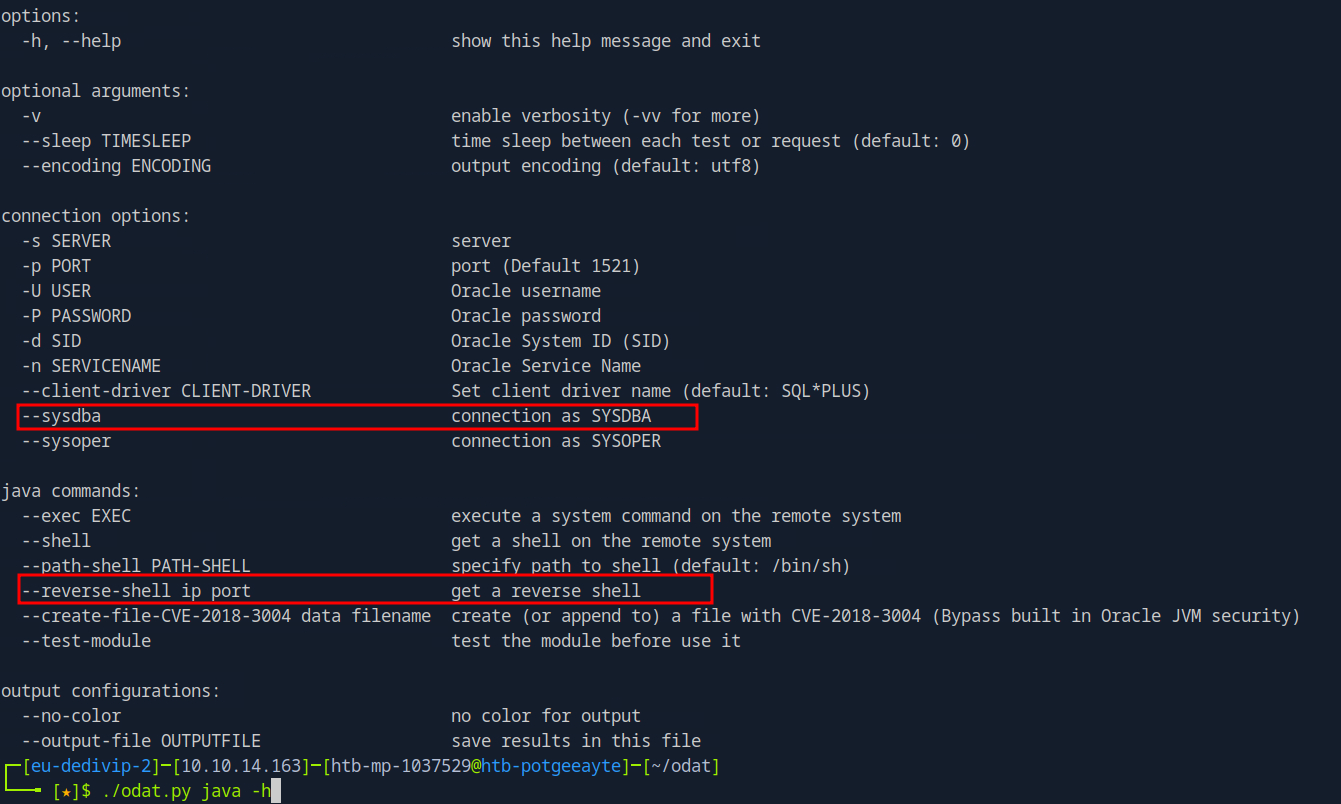 options:
-h, --help show this help message and exit
optional arguments:
-v enable verbosity (-vv for more)
--sleep TIMESLEEP time sleep between each test or request (default: 0)
--encoding ENCODING output encoding (default: utf8)
connection options:
-s SERVER server
-p PORT port (Default 1521)
-U USER Oracle username
-P PASSWORD Oracle password
-d SID Oracle System ID (SID)
-n SERVICENAME Oracle Service Name
--client-driver CLIENT-DRIVER Set client driver name (default: SQL*PLUS)
--sysdba connection as SYSDBA
--sysoper connection as SYSOPER
java commands:
--exec EXEC execute a system command on the remote system
--shell get a shell on the remote system
--path-shell PATH-SHELL specify path to shell (default: /bin/sh)
--reverse-shell ip port get a reverse shell
--create-file-CVE-2018-3004 data filename create (or append to) a file with CVE-2018-3004 (Bypass built in Oracle JVM security)
--test-module test the module before use it
output configurations:
--no-color no color for output
--output-file OUTPUTFILE save results in this file
┌─[eu-dedivip-2]─[10.10.14.163]─[htb-mp-1037529@htb-potgeeayte]─[~/odat]
└──╼ [★]$ ./odat.py java -h